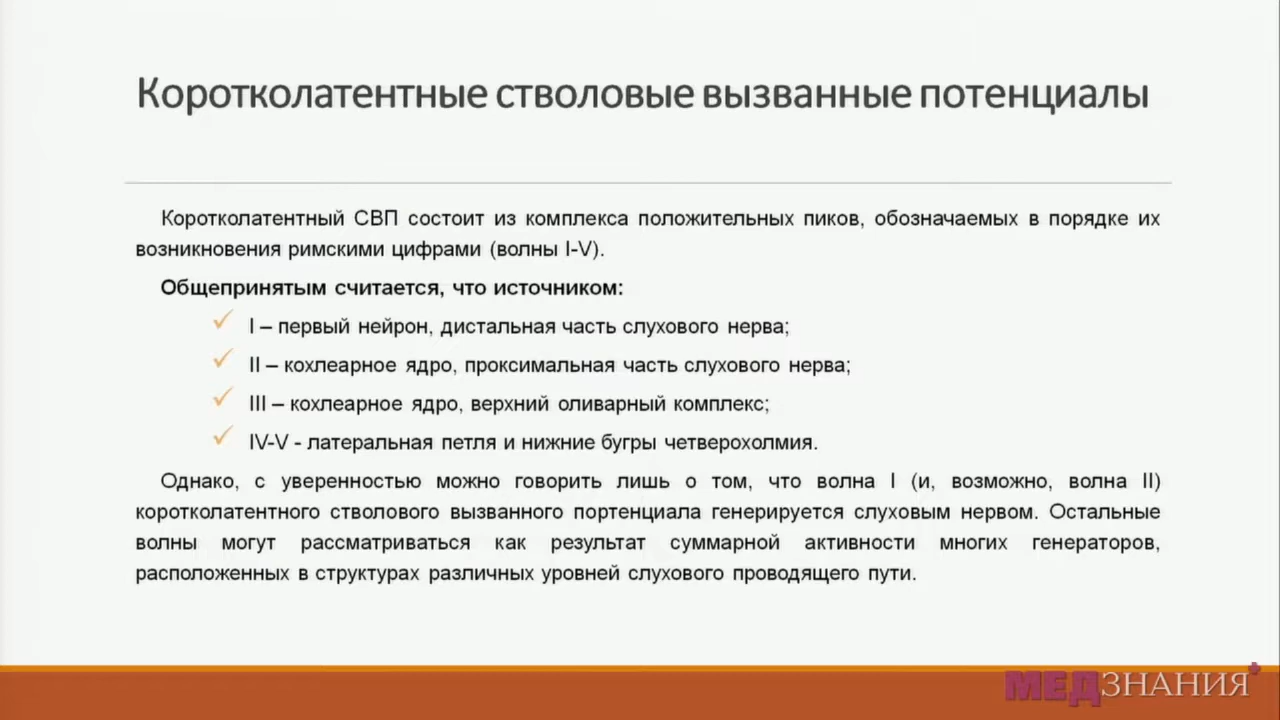 Коротколатентные стволовые вызванные потенциалы
Коротколатентный СВП состоит из комплекса положительных пиков, обозначаемых в порядке их
возникновения римскими цифрами (волны I-V).
Общепринятым считается, что источником:
I – первый нейрон, дистальная часть слухового нерва;
II – кохлеарное ядро, проксимальная часть слухового нерва;
III – кохлеарное ядро, верхний оливарный комплекс;
IV-V - латеральная петля и нижние бугры четверохолмия.
Однако, с уверенностью можно говорить лишь о том, что волна I (и, возможно, волна II)
коротколатентного стволового вызванного портенциала генерируется слуховым нервом. Остальные
волны могут рассматриваться как результат суммарной активности многих генераторов,
расположенных в структурах различных уровней слухового проводящего пути.
МЕДЗНАНИЯ